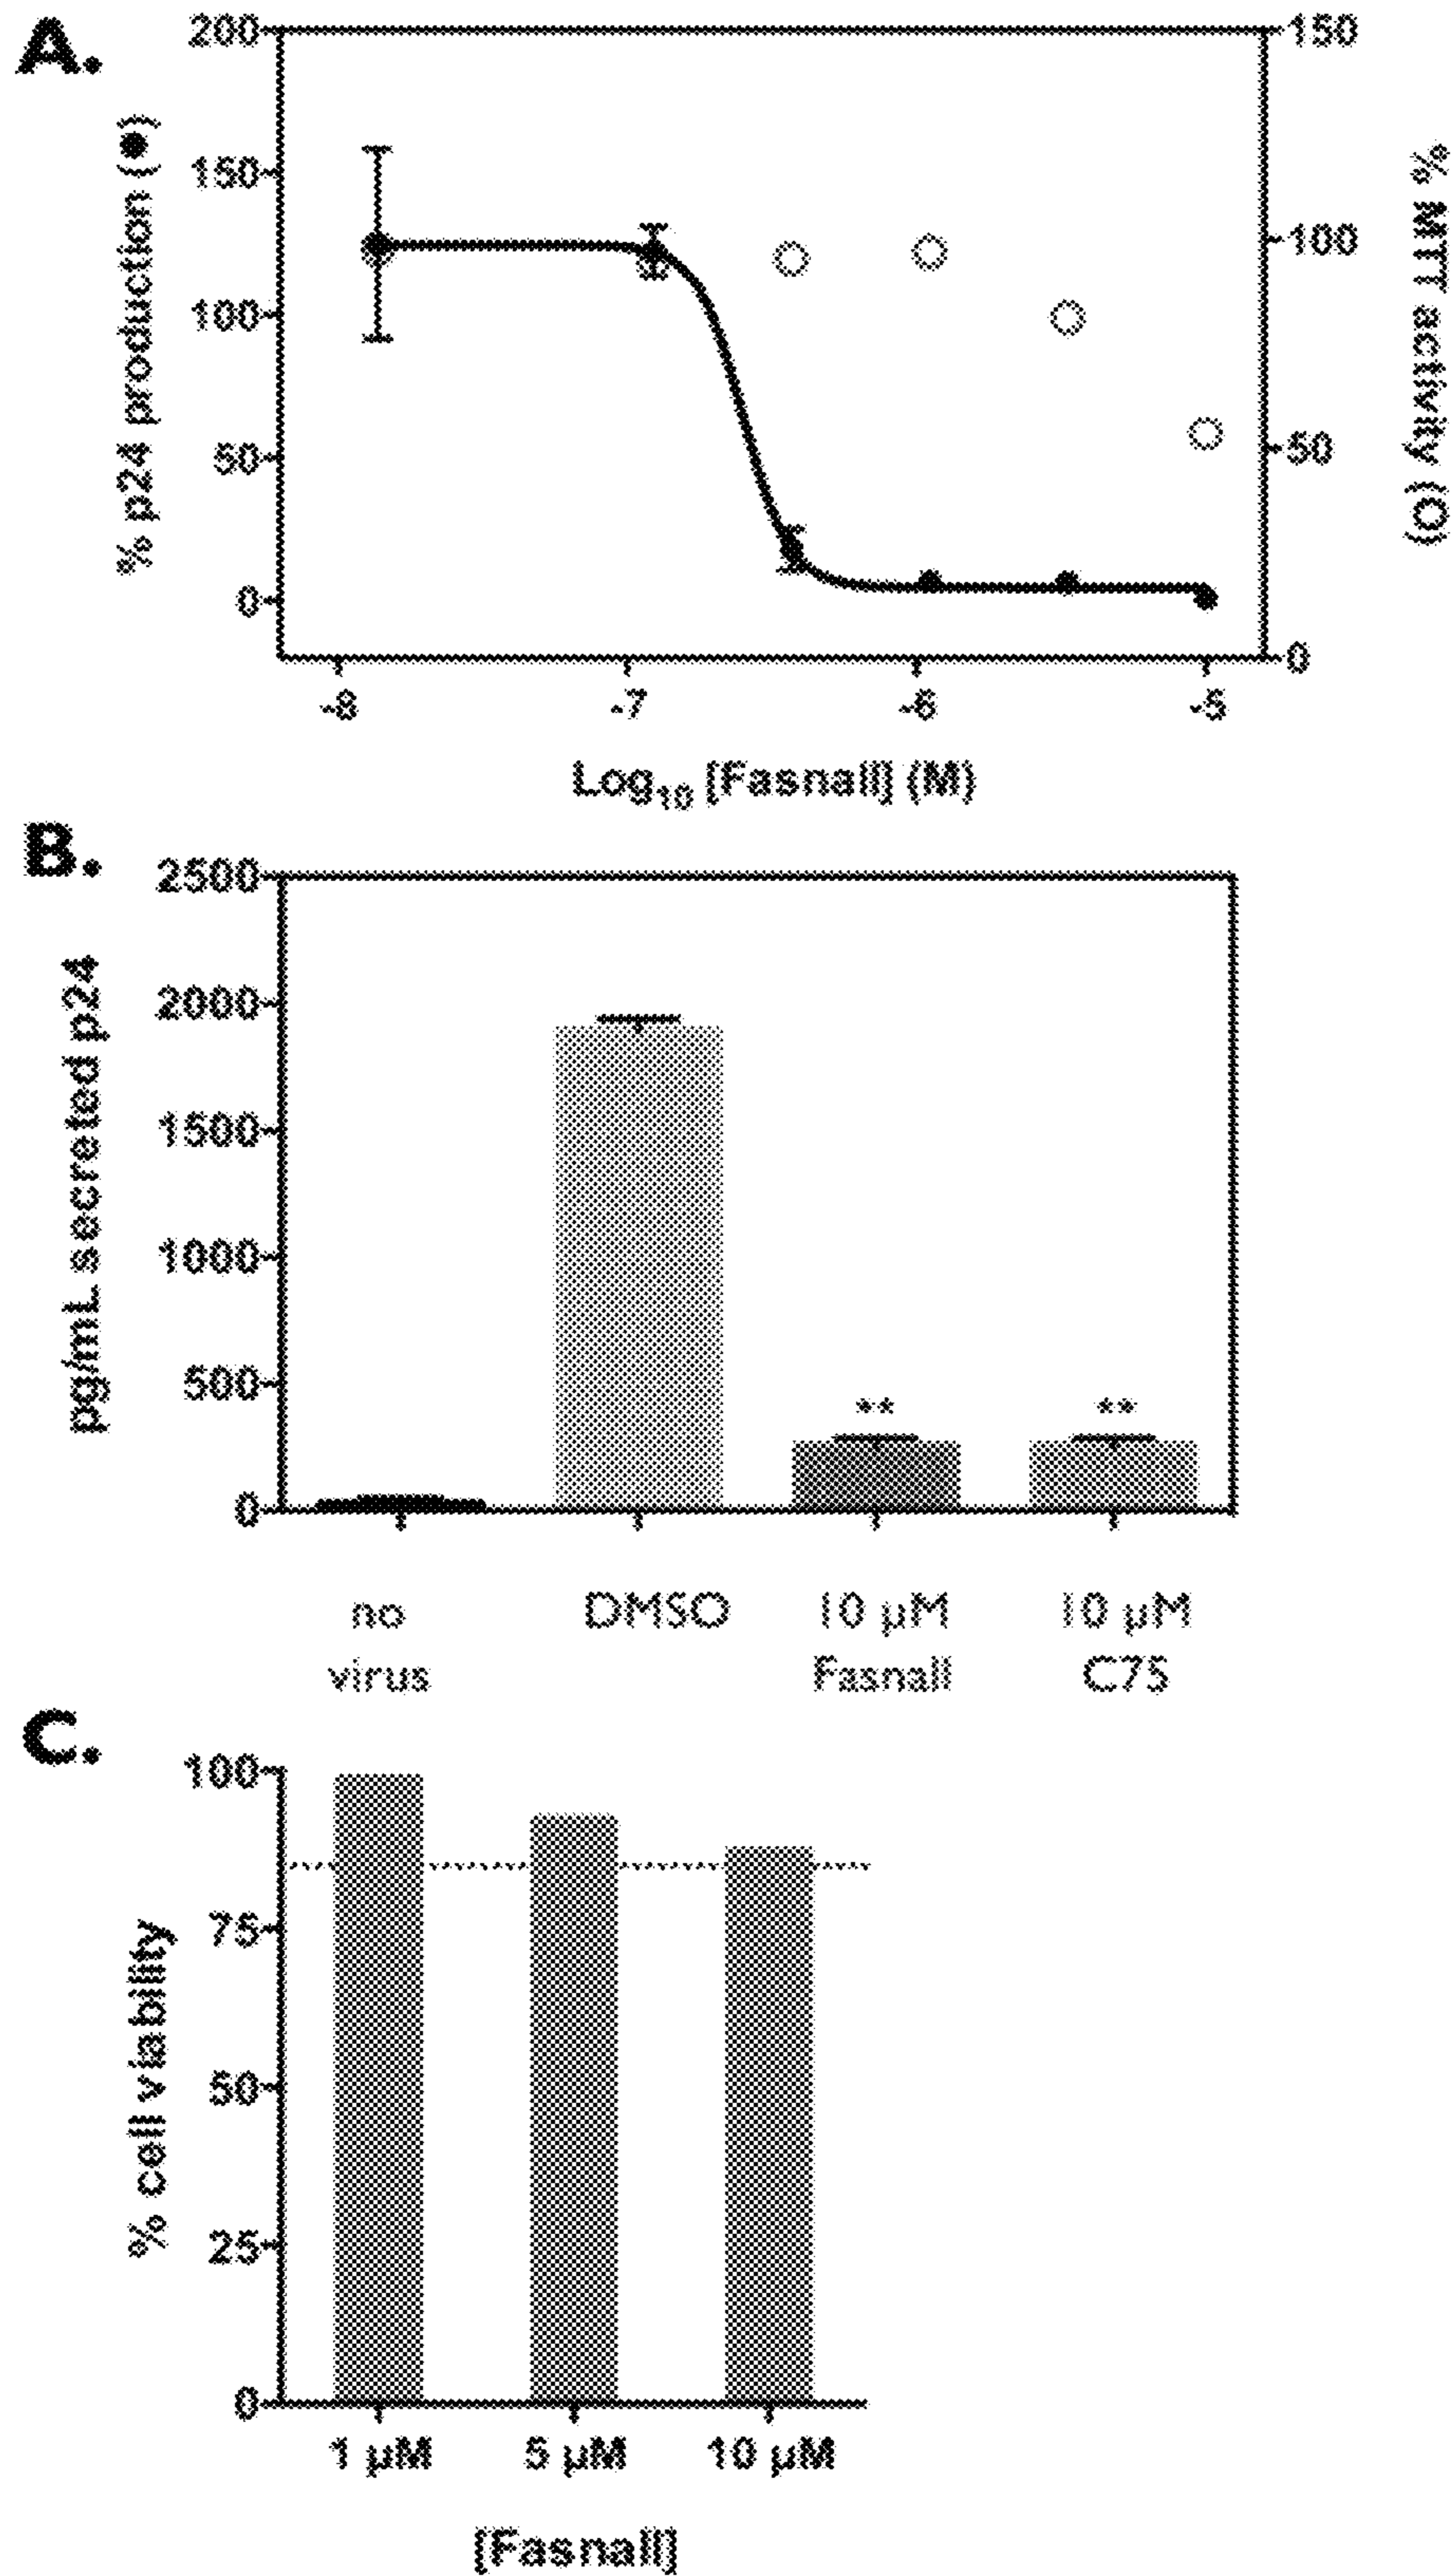 A.
200
150
100
50
0
% p24 production (●)
150
100
50
0
% MTT activity (O)
-8 -7 -6 -5
Log10 [Fasnall] (M)
B.
2500
2000
1500
1000
500
0
pg/mL secreted p24
** **
no virus
DMSO
10 µM Fasnall
10 µM C75
C.
100
75
50
25
0
% cell viability
1 µM 5 µM 10 µM
[Fasnall]